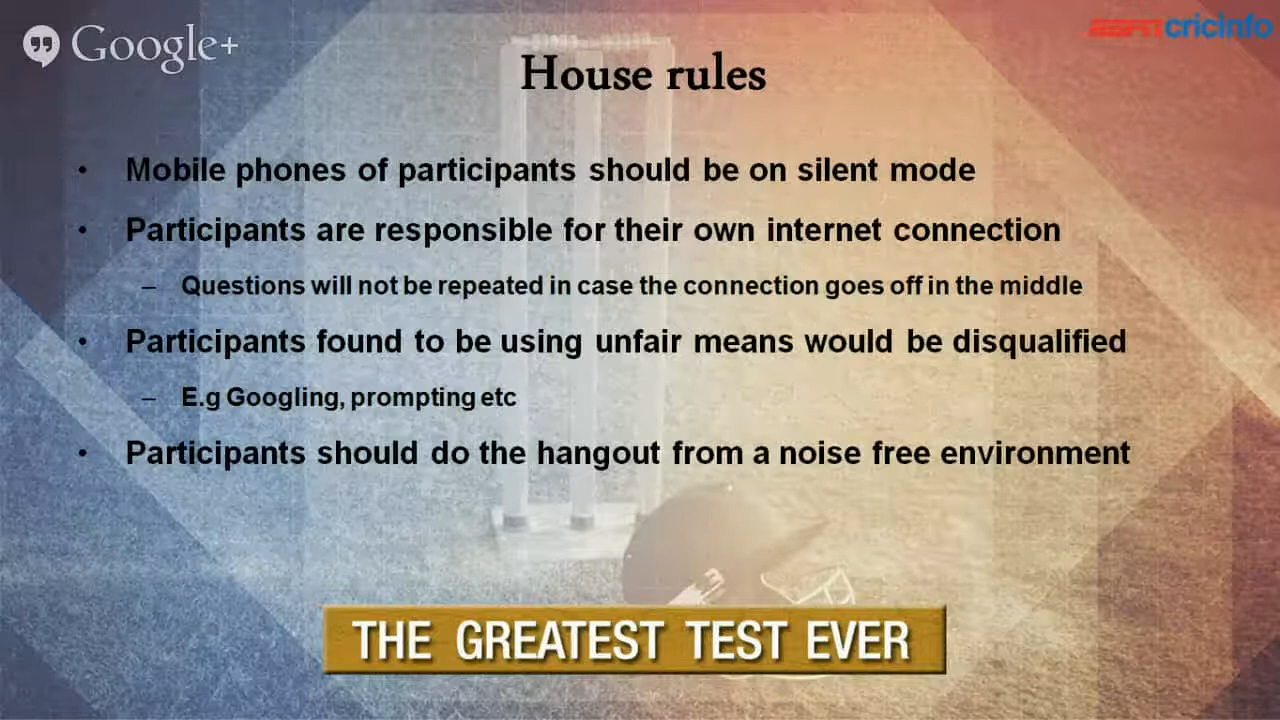 Google+
ESPN cricinfo
House rules
• Mobile phones of participants should be on silent mode
• Participants are responsible for their own internet connection
– Questions will not be repeated in case the connection goes off in the middle
• Participants found to be using unfair means would be disqualified
– E.g Googling, prompting etc
• Participants should do the hangout from a noise free environment
THE GREATEST TEST EVER